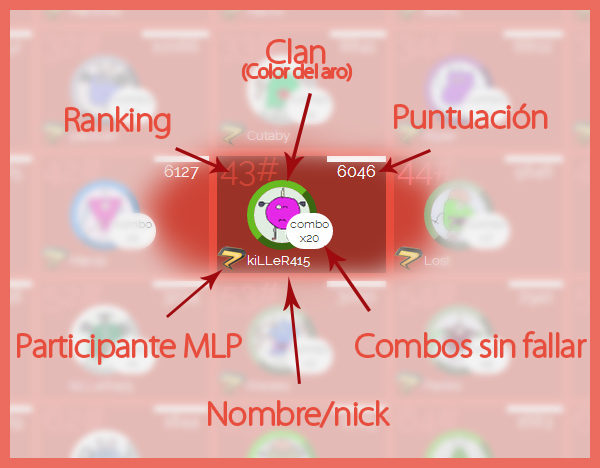 Clan
(Color del aro)
Cutaby
Ranking
Puntuación
6127
43#
6046
44#
combo
x20
kiLLeR415
Lost
Participante MLP
Combos sin fallar
Nombre/nick